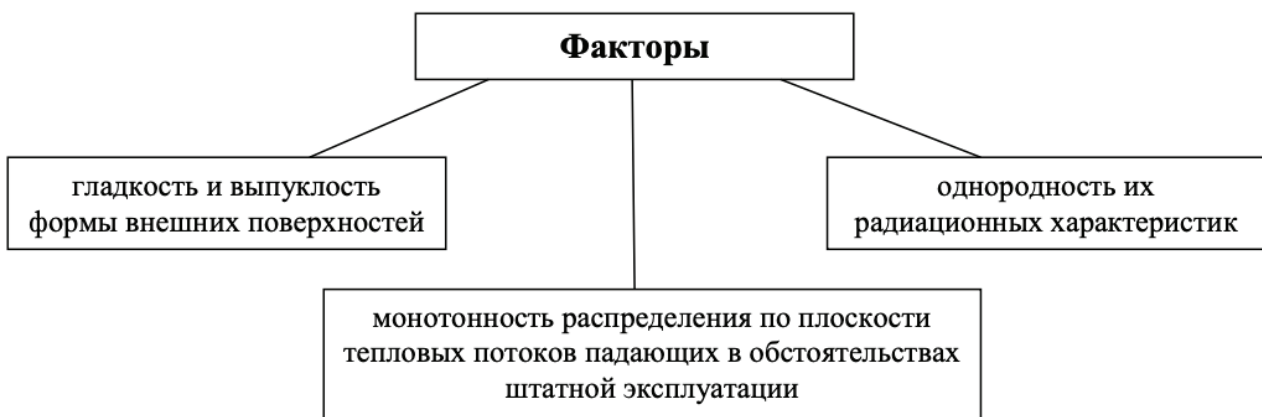 Факторы
гладкость и выпуклость
формы внешних поверхностей
однородность их
радиационных характеристик
монотонность распределения по плоскости
тепловых потоков падающих в обстоятельствах
штатной эксплуатации